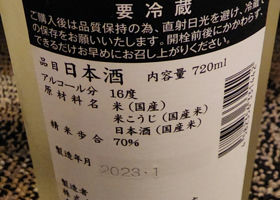 要冷蔵
ご購入後は品質保持の為、直射日光を避け、冷蔵で
の保存をお願いいたします。開栓前後にかかわらず、
できるだけお早めにお召し上がりください。
品目 日本酒 内容量 720ml
アルコール分 16度
原材料名 米(国産)
米こうじ(国産米)
日本酒(国産米)
精米歩合 70%
製造年月
2023・1
製造者